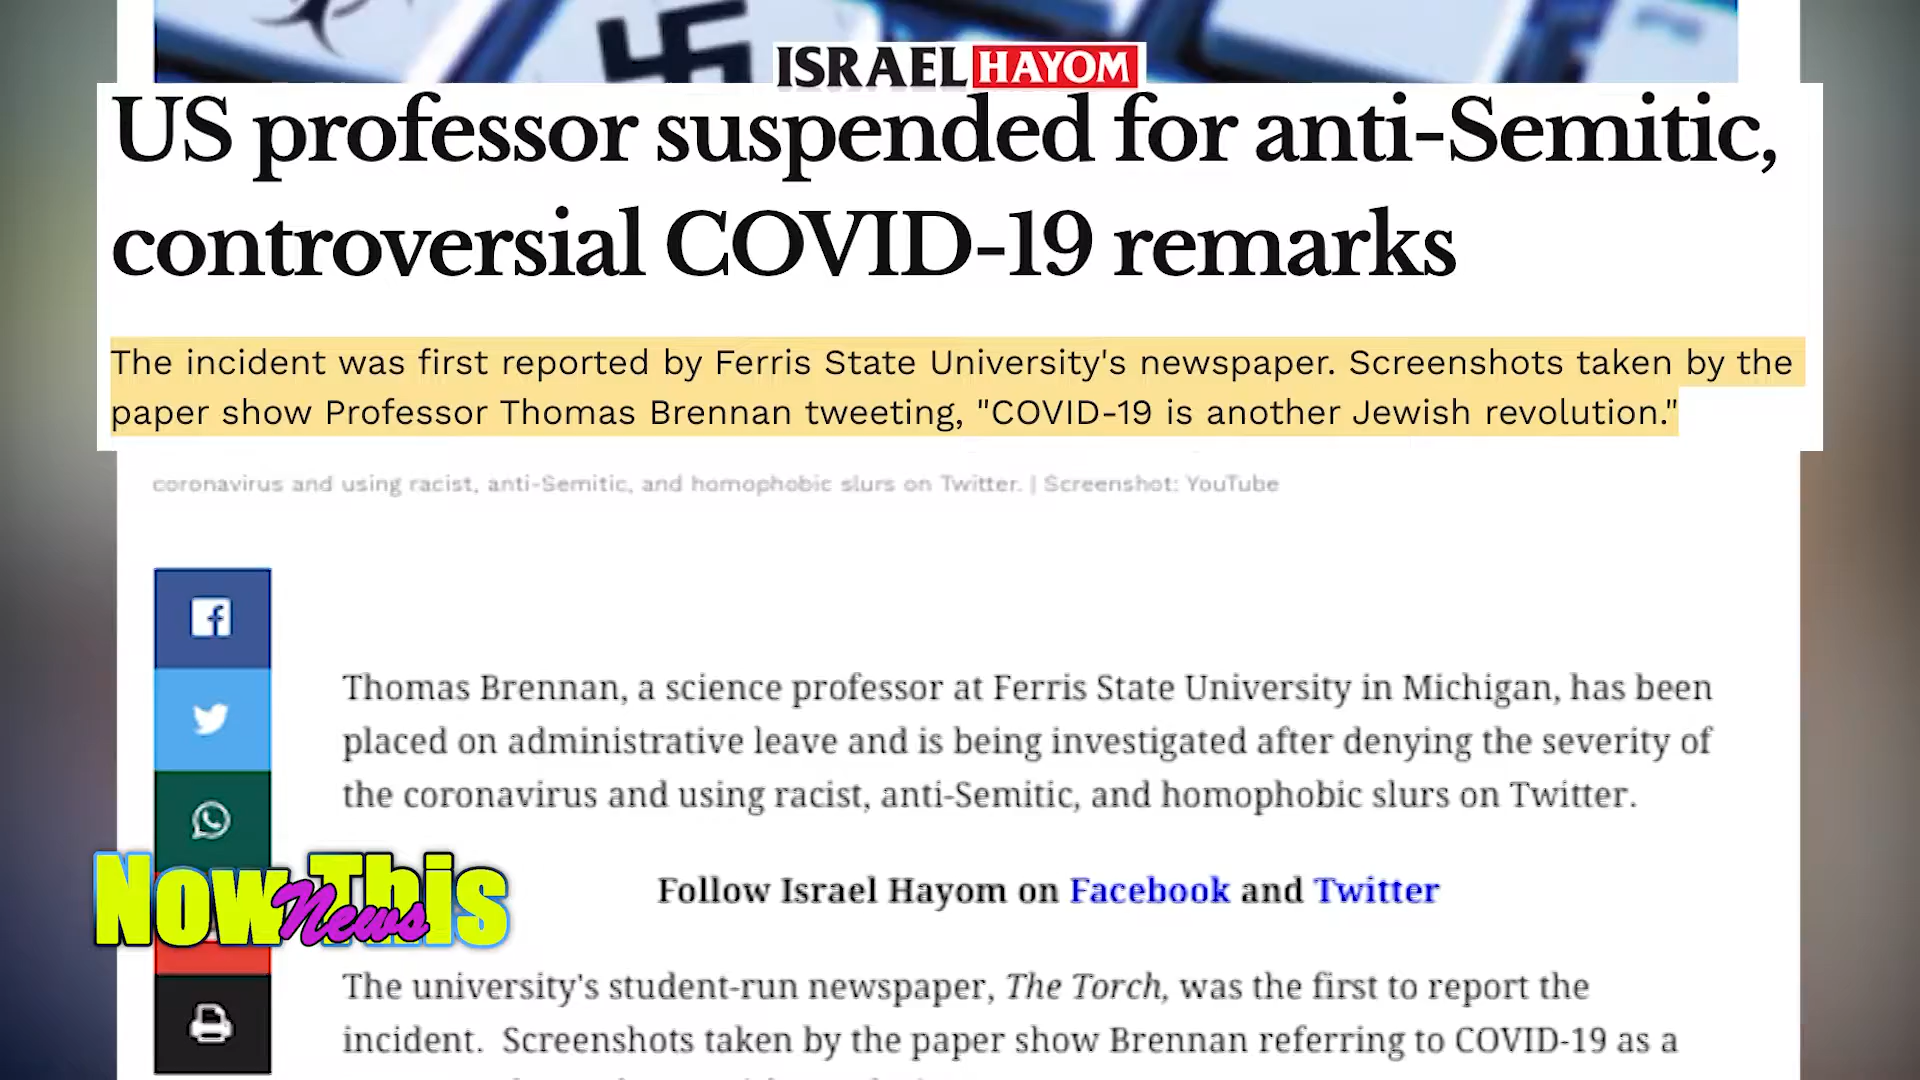 ISRAEL HAYOM
US professor suspended for anti-Semitic,
controversial COVID-19 remarks
The incident was first reported by Ferris State University's newspaper. Screenshots taken by the
paper show Professor Thomas Brennan tweeting, "COVID-19 is another Jewish revolution."
coronavirus and using racist, anti-Semitic, and homophobic slurs on Twitter. | Screenshot: YouTube
Thomas Brennan, a science professor at Ferris State University in Michigan, has been
placed on administrative leave and is being investigated after denying the severity of
the coronavirus and using racist, anti-Semitic, and homophobic slurs on Twitter.
Now This
News
Follow Israel Hayom on Facebook and Twitter
The university's student-run newspaper, The Torch, was the first to report the
incident. Screenshots taken by the paper show Brennan referring to COVID-19 as a